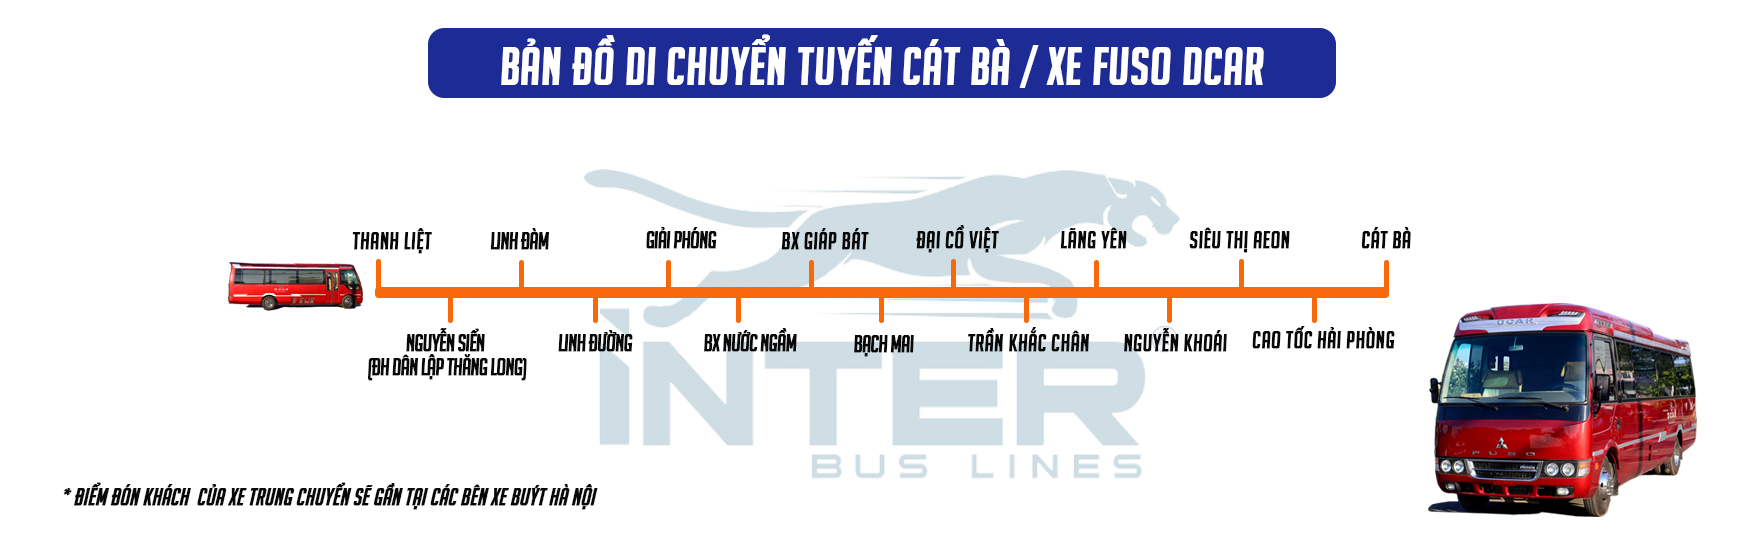 BẢN ĐỒ DI CHUYỂN TUYẾN CÁT BÀ / XE FUSO DCAR
THANH LIỆT
LINH ĐÀM
GIẢI PHÓNG
BX GIÁP BÁT
ĐẠI CỒ VIỆT
LÃNG YÊN
SIÊU THỊ AEON
CÁT BÀ
NGUYỄN SIỂN
(ĐH DÂN LẬP THĂNG LONG)
LINH ĐƯỜNG
BX NƯỚC NGẦM
BẠCH MAI
TRẦN KHẮC CHÂN
NGUYỄN KHOÁI
CAO TỐC HẢI PHÒNG
INTER
BUS LINES
DCAR
FUSO
* ĐIỂM ĐÓN KHÁCH CỦA XE TRUNG CHUYỂN SẼ GẦN TẠI CÁC BÊN XE BUÝT HÀ NỘI